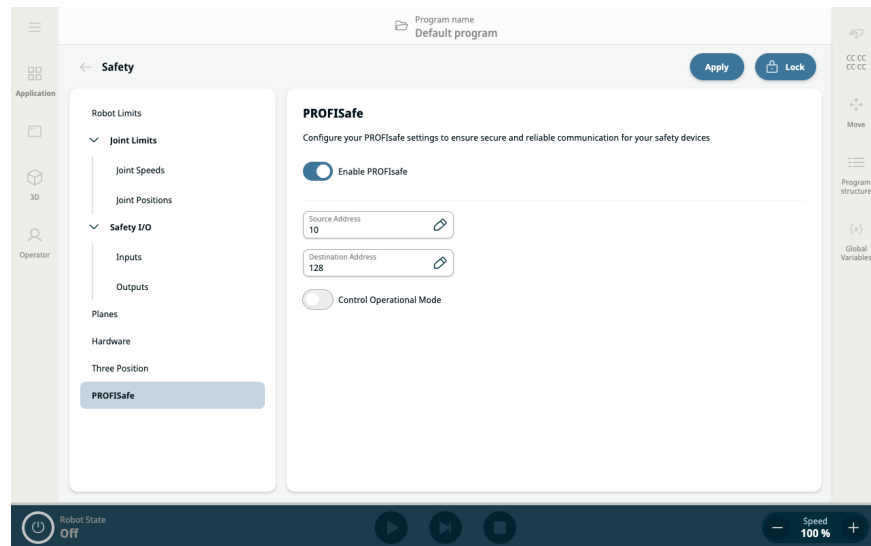 Program name
Default program
Safety
Apply
Lock
CC CC
CC CC
Application
Robot Limits
Joint Limits
Joint Speeds
Joint Positions
Safety I/O
Inputs
Outputs
Planes
Hardware
Three Position
PROFISafe
PROFISafe
Configure your PROFIsafe settings to ensure secure and reliable communication for your safety devices
Enable PROFIsafe
Source Address
10
Destination Address
128
Control Operational Mode
3D
Operator
Move
Program
structure
{x}
Global
Variables
Robot State
Off
Speed
100 %